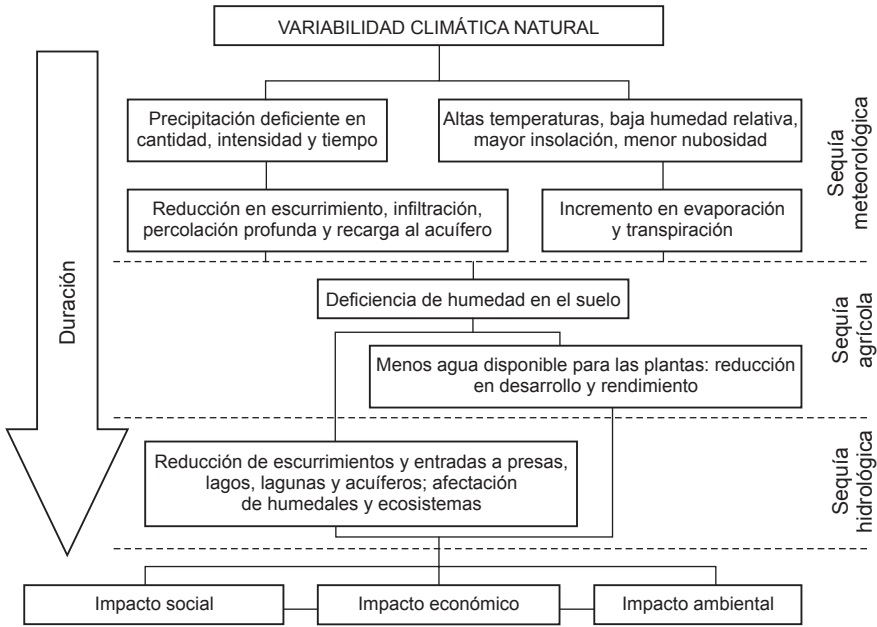 VARIABILIDAD CLIMÁTICA NATURAL
Precipitación deficiente en
cantidad, intensidad y tiempo
Altas temperaturas, baja humedad relativa,
mayor insolación, menor nubosidad
Reducción en escurrimiento, infiltración,
percolación profunda y recarga al acuífero
Incremento en evaporación
y transpiración
Sequía
meteorológica
Duración
Deficiencia de humedad en el suelo
Menos agua disponible para las plantas: reducción
en desarrollo y rendimiento
Sequía
agrícola
Reducción de escurrimientos y entradas a presas,
lagos, lagunas y acuíferos; afectación
de humedales y ecosistemas
Sequía
hidrológica
Impacto social
Impacto económico
Impacto ambiental